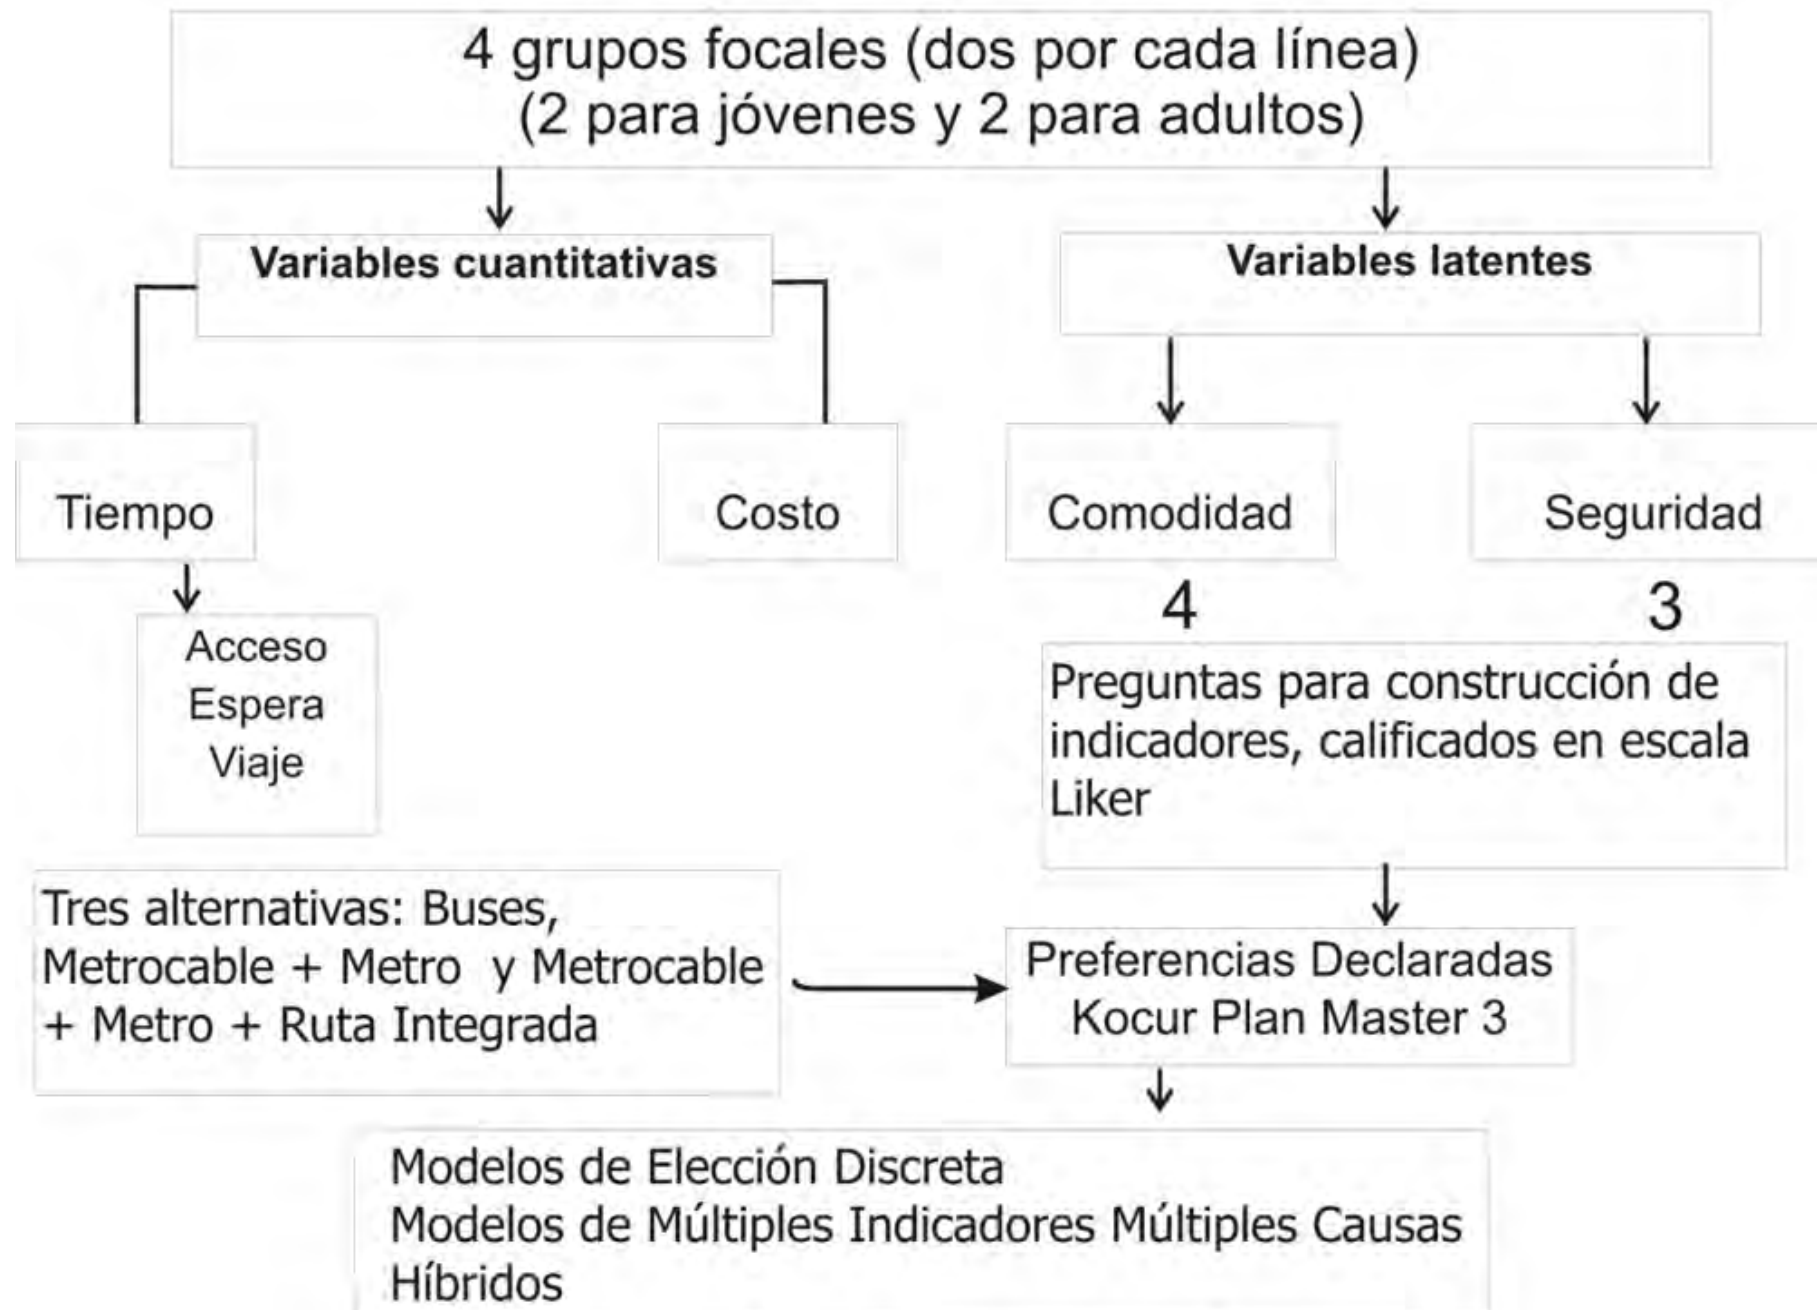 4 grupos focales (dos por cada línea)
(2 para jóvenes y 2 para adultos)
Variables cuantitativas
Variables latentes
Tiempo
Costo
Comodidad
Seguridad
4
3
Acceso
Espera
Viaje
Preguntas para construcción de
indicadores, calificados en escala
Liker
Tres alternativas: Buses,
Metrocable + Metro y Metrocable
+ Metro + Ruta Integrada
Preferencias Declaradas
Kocur Plan Master 3
Modelos de Elección Discreta
Modelos de Múltiples Indicadores Múltiples Causas
Híbridos